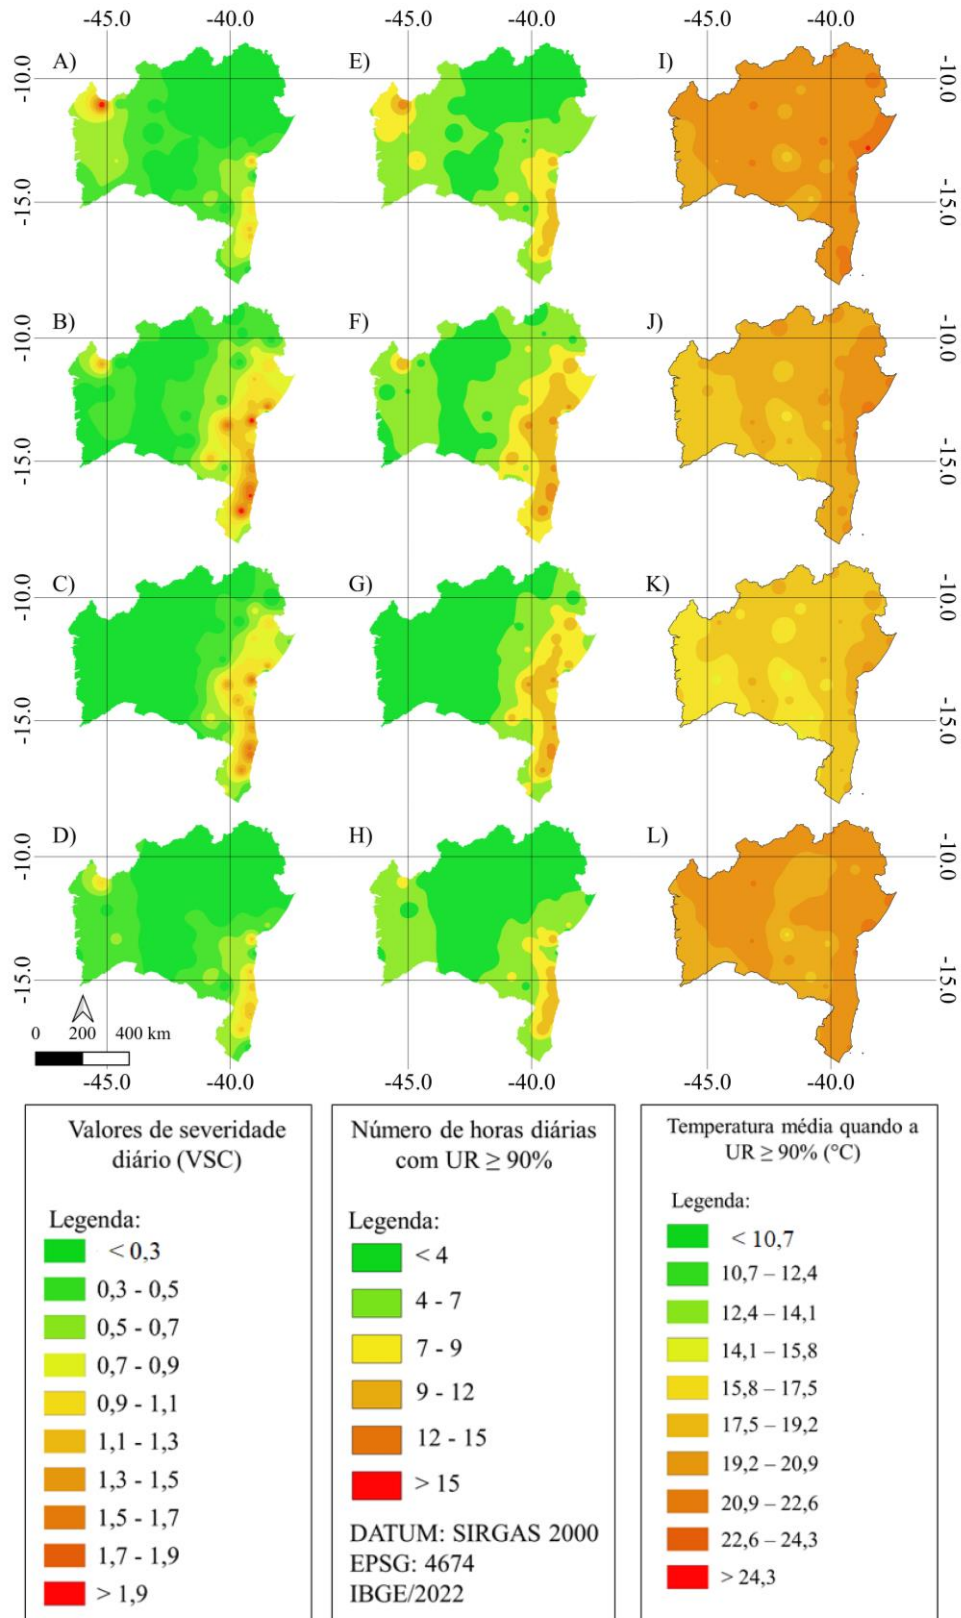 -45.0 -40.0 -45.0 -40.0 -45.0 -40.0
A) E) I)
-10.0 -10.0
-15.0 -15.0
B) F) J)
-10.0 -10.0
-15.0 -15.0
C) G) K)
-10.0 -10.0
-15.0 -15.0
D) H) L)
-10.0 -10.0
-15.0 -15.0
0 200 400 km
-45.0 -40.0 -45.0 -40.0 -45.0 -40.0
Valores de severidade
diário (VSC)
Legenda:
< 0,3
0,3 - 0,5
0,5 - 0,7
0,7 - 0,9
0,9 - 1,1
1,1 - 1,3
1,3 - 1,5
1,5 - 1,7
1,7 - 1,9
> 1,9
Número de horas diárias
com UR ≥ 90%
Legenda:
< 4
4 - 7
7 - 9
9 - 12
12 - 15
> 15
DATUM: SIRGAS 2000
EPSG: 4674
IBGE/2022
Temperatura média quando a
UR ≥ 90% (°C)
Legenda:
< 10,7
10,7 – 12,4
12,4 – 14,1
14,1 – 15,8
15,8 – 17,5
17,5 – 19,2
19,2 – 20,9
20,9 – 22,6
22,6 – 24,3
> 24,3